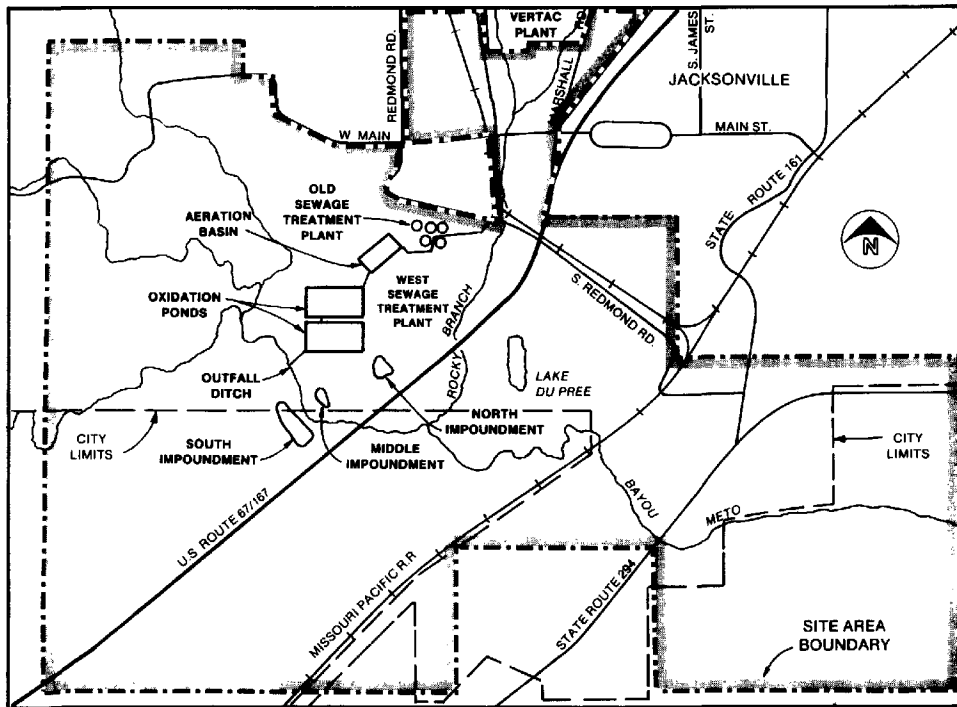 VERTAC
PLANT
REDMOND RD.
MARSHALL
RD.
S. JAMES
ST.
JACKSONVILLE
W. MAIN
MAIN ST.
STATE ROUTE 161
OLD
SEWAGE
TREATMENT
PLANT
AERATION
BASIN
N
WEST
SEWAGE
TREATMENT
PLANT
OXIDATION
PONDS
S. REDMOND RD.
ROCKY BRANCH
LAKE
DU PREE
OUTFALL
DITCH
NORTH
IMPOUNDMENT
CITY
LIMITS
SOUTH
IMPOUNDMENT
MIDDLE
IMPOUNDMENT
CITY
LIMITS
BAYOU
METO
U.S ROUTE 67/167
MISSOURI PACIFIC R.R
STATE ROUTE 294
SITE AREA
BOUNDARY